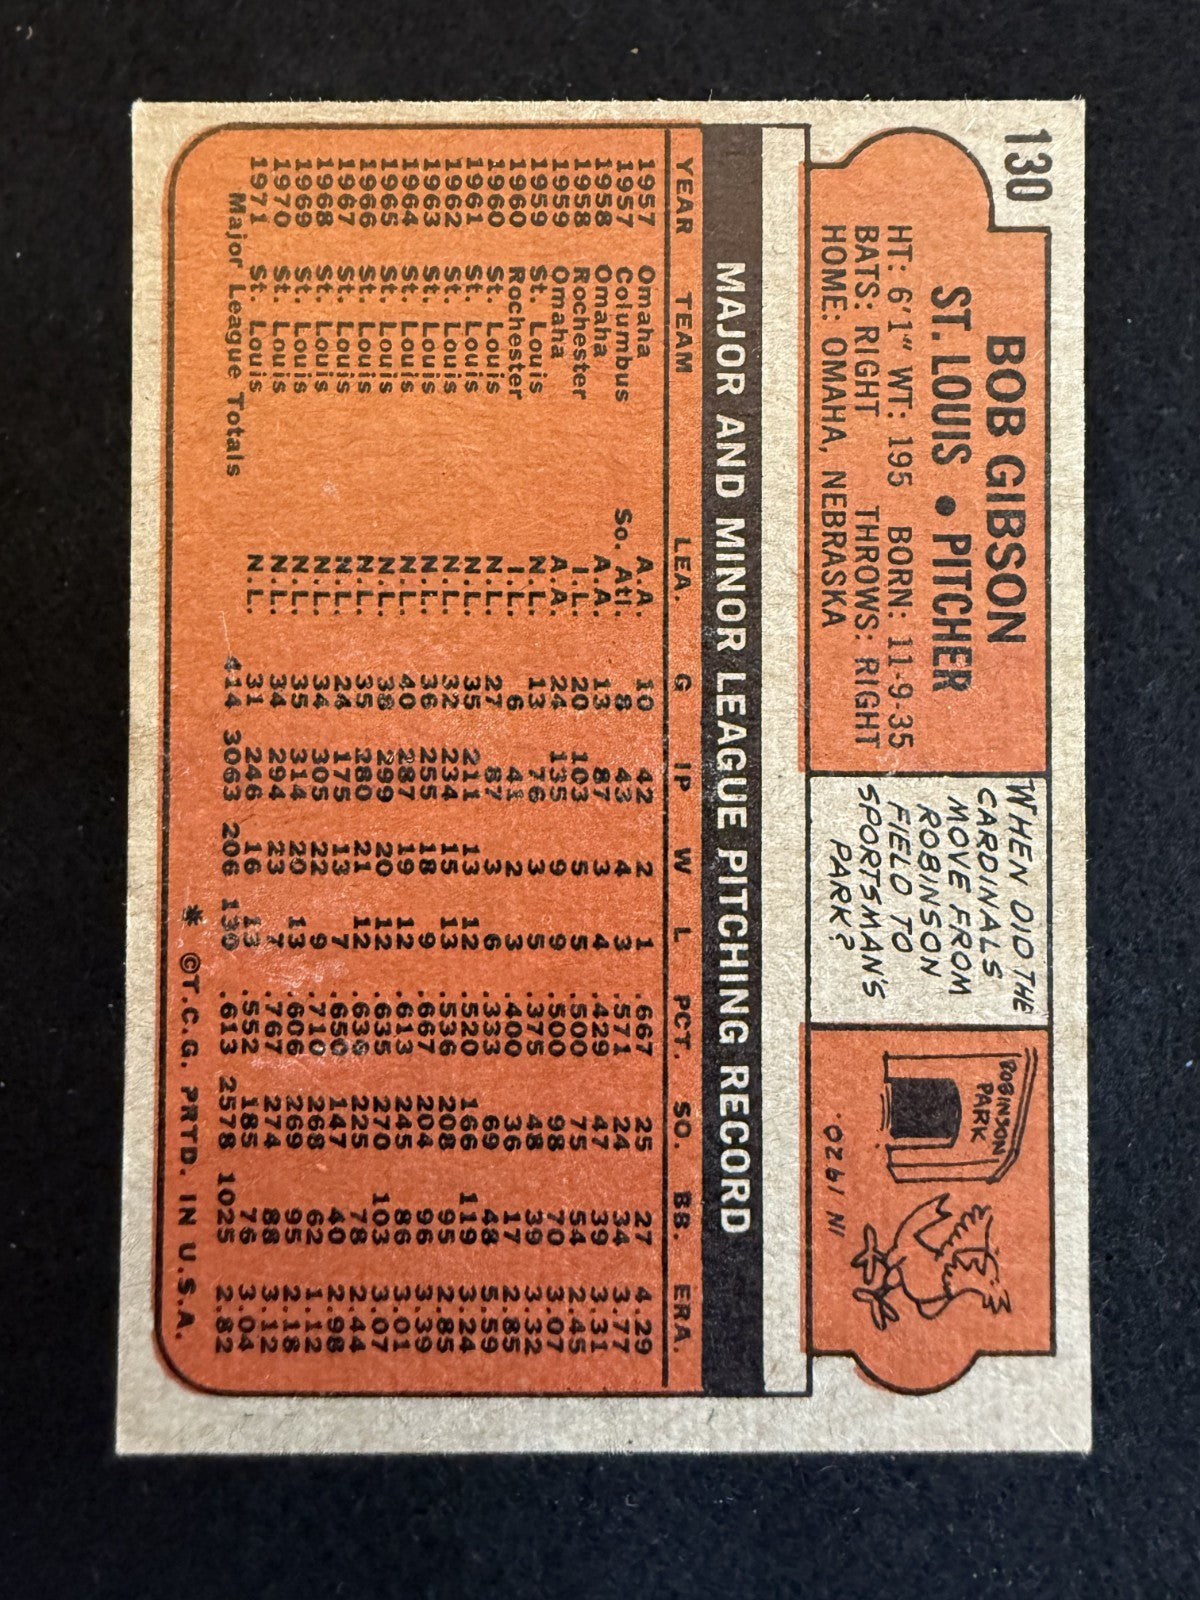 130
BOB GIBSON
ST. LOUIS • PITCHER
HT: 6'1" WT: 195 BORN: 11-9-35
BATS: RIGHT THROWS: RIGHT
HOME: OMAHA, NEBRASKA
WHEN DID THE
CARDINALS
MOVE FROM
ROBINSON
FIELD TO
SPORTSMAN'S
PARK?
ROBINSON
PARK
IN 1920.
MAJOR AND MINOR LEAGUE PITCHING RECORD
YEAR TEAM LEA. G IP W L PCT. SO. BB. ERA.
1957 Omaha A.A. 10 42 2 1 .667 25 27 4.29
1957 Columbus So. Atl. 8 43 4 3 .571 24 34 3.77
1958 Omaha A.A. 13 87 3 4 .429 47 39 3.31
1958 Rochester I.L. 20 103 5 5 .500 75 54 2.45
1959 Omaha A.A. 24 135 9 9 .500 98 70 3.07
1959 St. Louis N.L. 13 76 3 5 .375 48 39 3.32
1960 Rochester I.L. 6 41 2 3 .400 36 17 2.85
1960 St. Louis N.L. 27 87 3 6 .333 69 48 5.59
1961 St. Louis N.L. 35 211 13 12 .520 166 119 3.24
1962 St. Louis N.L. 32 234 15 13 .536 208 95 2.85
1963 St. Louis N.L. 36 255 18 9 .667 204 96 3.39
1964 St. Louis N.L. 40 287 19 12 .613 245 86 3.01
1965 St. Louis N.L. 38 299 20 12 .635 270 103 3.07
1966 St. Louis N.L. 35 280 21 12 .636 225 78 2.44
1967 St. Louis N.L. 24 175 13 7 .650 147 40 2.98
1968 St. Louis N.L. 34 305 22 9 .710 268 62 1.12
1969 St. Louis N.L. 35 314 20 13 .606 269 95 2.18
1970 St. Louis N.L. 34 294 23 7 .767 274 88 3.12
1971 St. Louis N.L. 31 246 16 13 .552 185 76 3.04
Major League Totals 414 3063 206 130 .613 2578 1025 2.82
* ©T.C.G. PRTD. IN U.S.A.